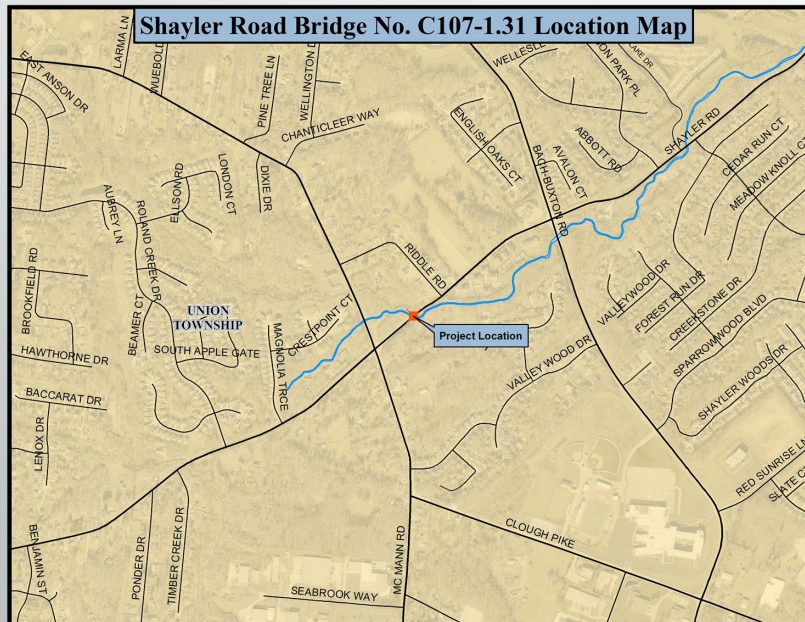 Shayler Road Bridge No. C107-1.31 Location Map
EAST ANSON DR
LARMA LN
WUEBOLD
PINE TREE LN
WELLINGTON D
CHANTICLEER WAY
WELLESLE
ON PARK PL
LAKE DR
ENGLISH OAKS CT
ABBOTT RD
AVALON CT
BACH-BUXTON RD
SHAYLER RD
CEDAR RUN CT
MEADOW KNOLL C
AUBREY LN
ROLAND CREEK DR
ELLSON RD
LONDON CT
DIXIE DR
RIDDLE RD
BROOKFIELD RD
BEAMER CT
UNION
TOWNSHIP
SOUTH APPLE GATE
MAGNOLIA TRCE
CRESTPOINT CT
Project Location
VALLEYWOOD DR
FOREST RUN DR
CREEKSTONE DR
SPARROWWOOD BLVD
HAWTHORNE DR
BACCARAT DR
LENOX DR
VALLEY WOOD DR
SHAYLER WOODS DR
RED SUNRISE LN
SLATE C
BENJAMIN ST
PONDER DR
TIMBER CREEK DR
MC MANN RD
CLOUGH PIKE
SEABROOK WAY